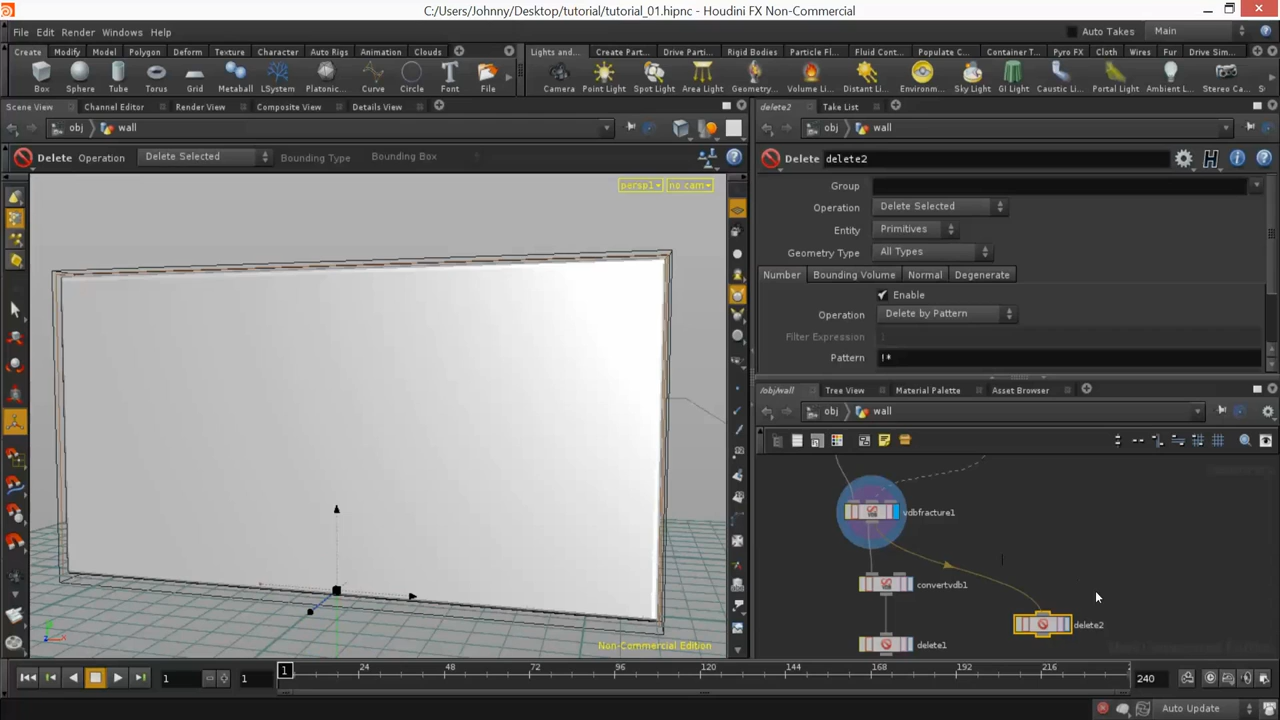 C:/Users/Johnny/Desktop/tutorial/tutorial_01.hipnc - Houdini FX Non-Commercial
File Edit Render Windows Help Auto Takes Main
Create Modify Model Polygon Deform Texture Character Auto Rigs Animation Clouds Lights and... Create Part... Drive Parti... Rigid Bodies Particle Fl... Fluid Cont... Populate C... Container T... Pyro FX Cloth Wires Fur Drive Sim...
Box Sphere Tube Torus Grid Metaball LSystem Platonic... Curve Circle Font File Camera Point Light Spot Light Area Light Geometry... Volume Li... Distant Li... Environm... Sky Light GI Light Caustic Li... Portal Light Ambient L... Stereo Ca...
Scene View Channel Editor Render View Composite View Details View delete2 Take List
obj wall obj wall
Delete Operation Delete Selected Bounding Type Bounding Box Delete delete2
persp1 no cam
Group
Operation Delete Selected
Entity Primitives
Geometry Type All Types
Number Bounding Volume Normal Degenerate
Enable
Operation Delete by Pattern
Filter Expression 1
Pattern !*
/obj/wall Tree View Material Palette Asset Browser
obj wall
vdbfracture1
convertvdb1
delete2
delete1
Non-Commercial Edition
1 1 1 24 48 72 96 120 144 168 192 216 240
Auto Update